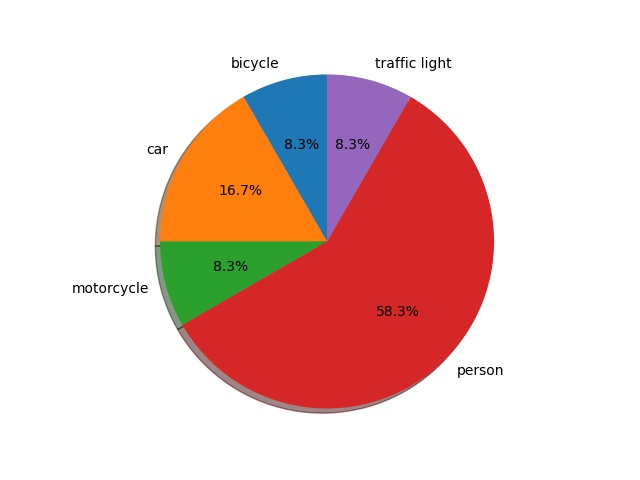 bicycle
traffic light
8.3%
8.3%
car
16.7%
8.3%
motorcycle
58.3%
person